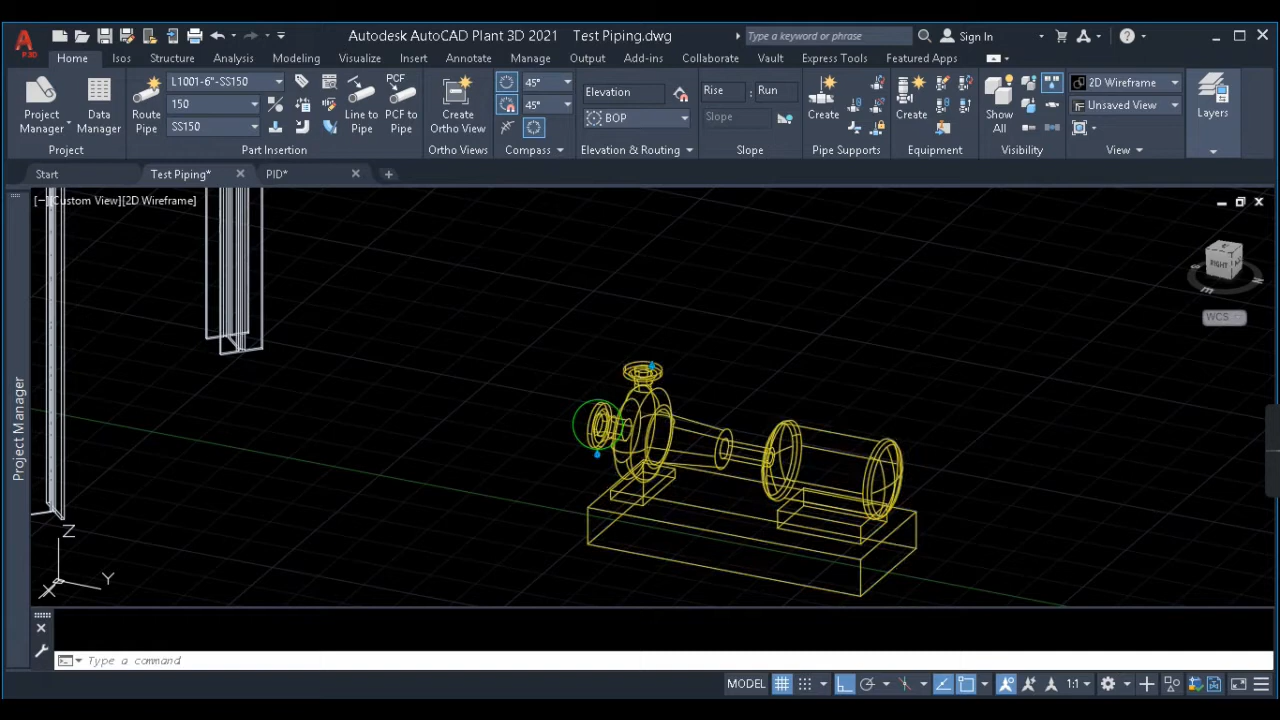 Autodesk AutoCAD Plant 3D 2021 Test Piping.dwg Type a keyword or phrase Sign In
P3D
Home Isos Structure Analysis Modeling Visualize Insert Annotate Manage Output Collaborate Vault Express Tools Featured Apps
Project Manager
Data Manager
Project
Route Pipe
L1001-6"-SS150
150
SS150
Line to Pipe
PCF
PCF to Pipe
Part Insertion
Create Ortho View
Ortho Views
45°
45°
Compass
Elevation
BOP
Elevation & Routing
Rise : Run
Slope
Slope
Create
Pipe Supports
Create
Equipment
Show All
Visibility
2D Wireframe
Unsaved View
View
Layers
Start Test Piping* PID*
[−][Custom View][2D Wireframe]
RIGHT
WCS
Project Manager
Z
Y
X
Type a command
MODEL 1:1